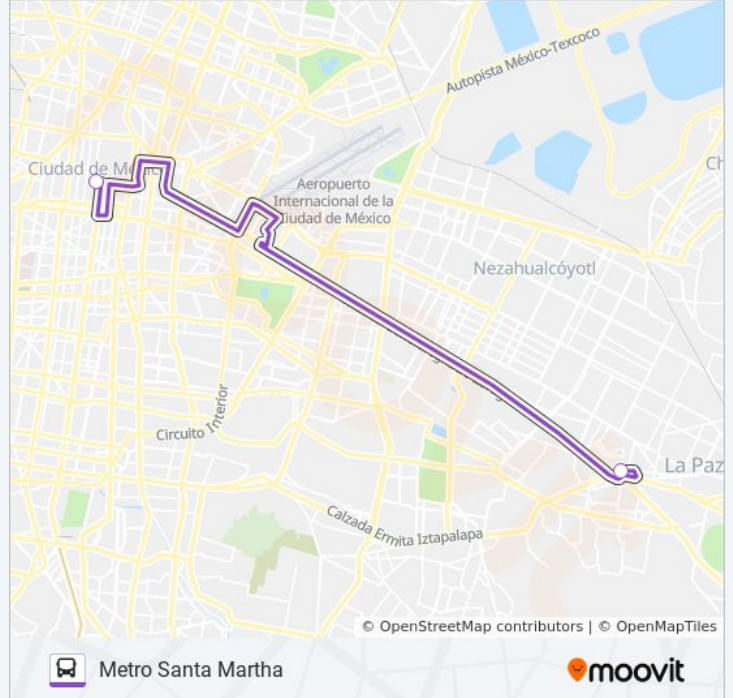 Autopista México-Texcoco
Ciudad de México
Aeropuerto
Internacional de la
Ciudad de México
Nezahualcóyotl
Circuito Interior
La Paz
Calzada Ermita Iztapalapa
© OpenStreetMap contributors | © OpenMapTiles
Metro Santa Martha
moovit